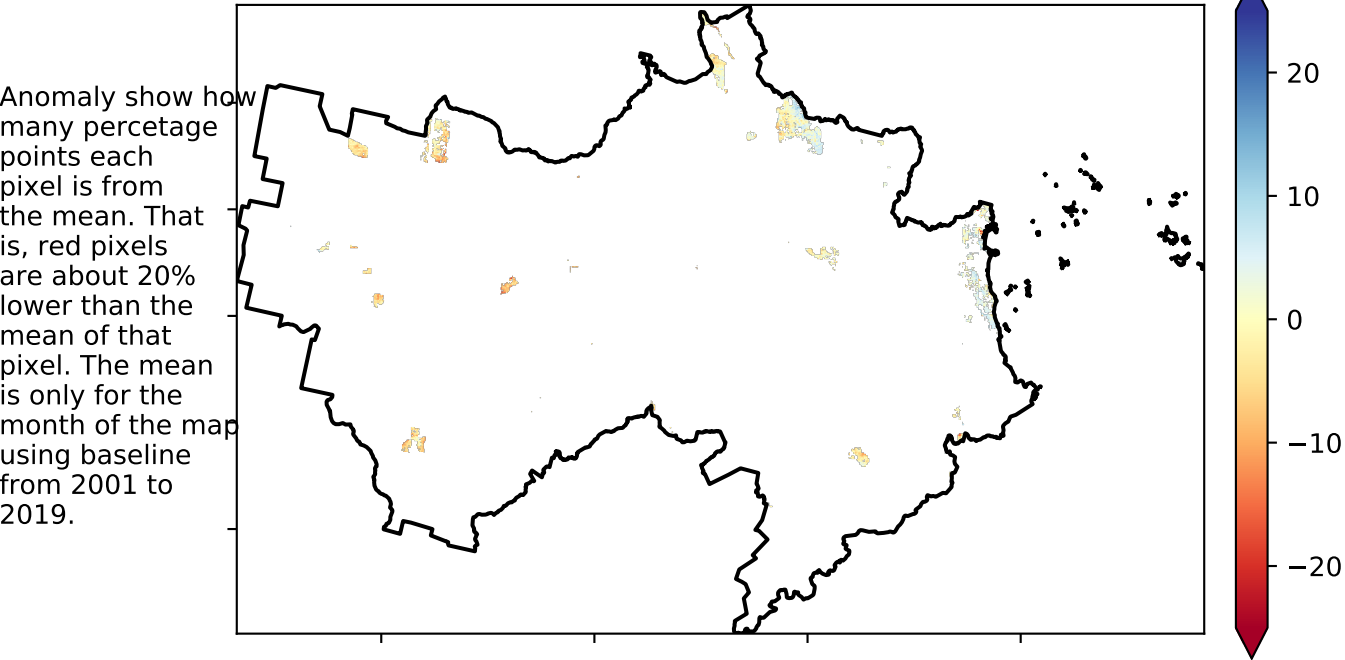 Anomaly show how
many percetage
points each
pixel is from
the mean. That
is, red pixels
are about 20%
lower than the
mean of that
pixel. The mean
is only for the
month of the map
using baseline
from 2001 to
2019.
20
10
0
−10
−20